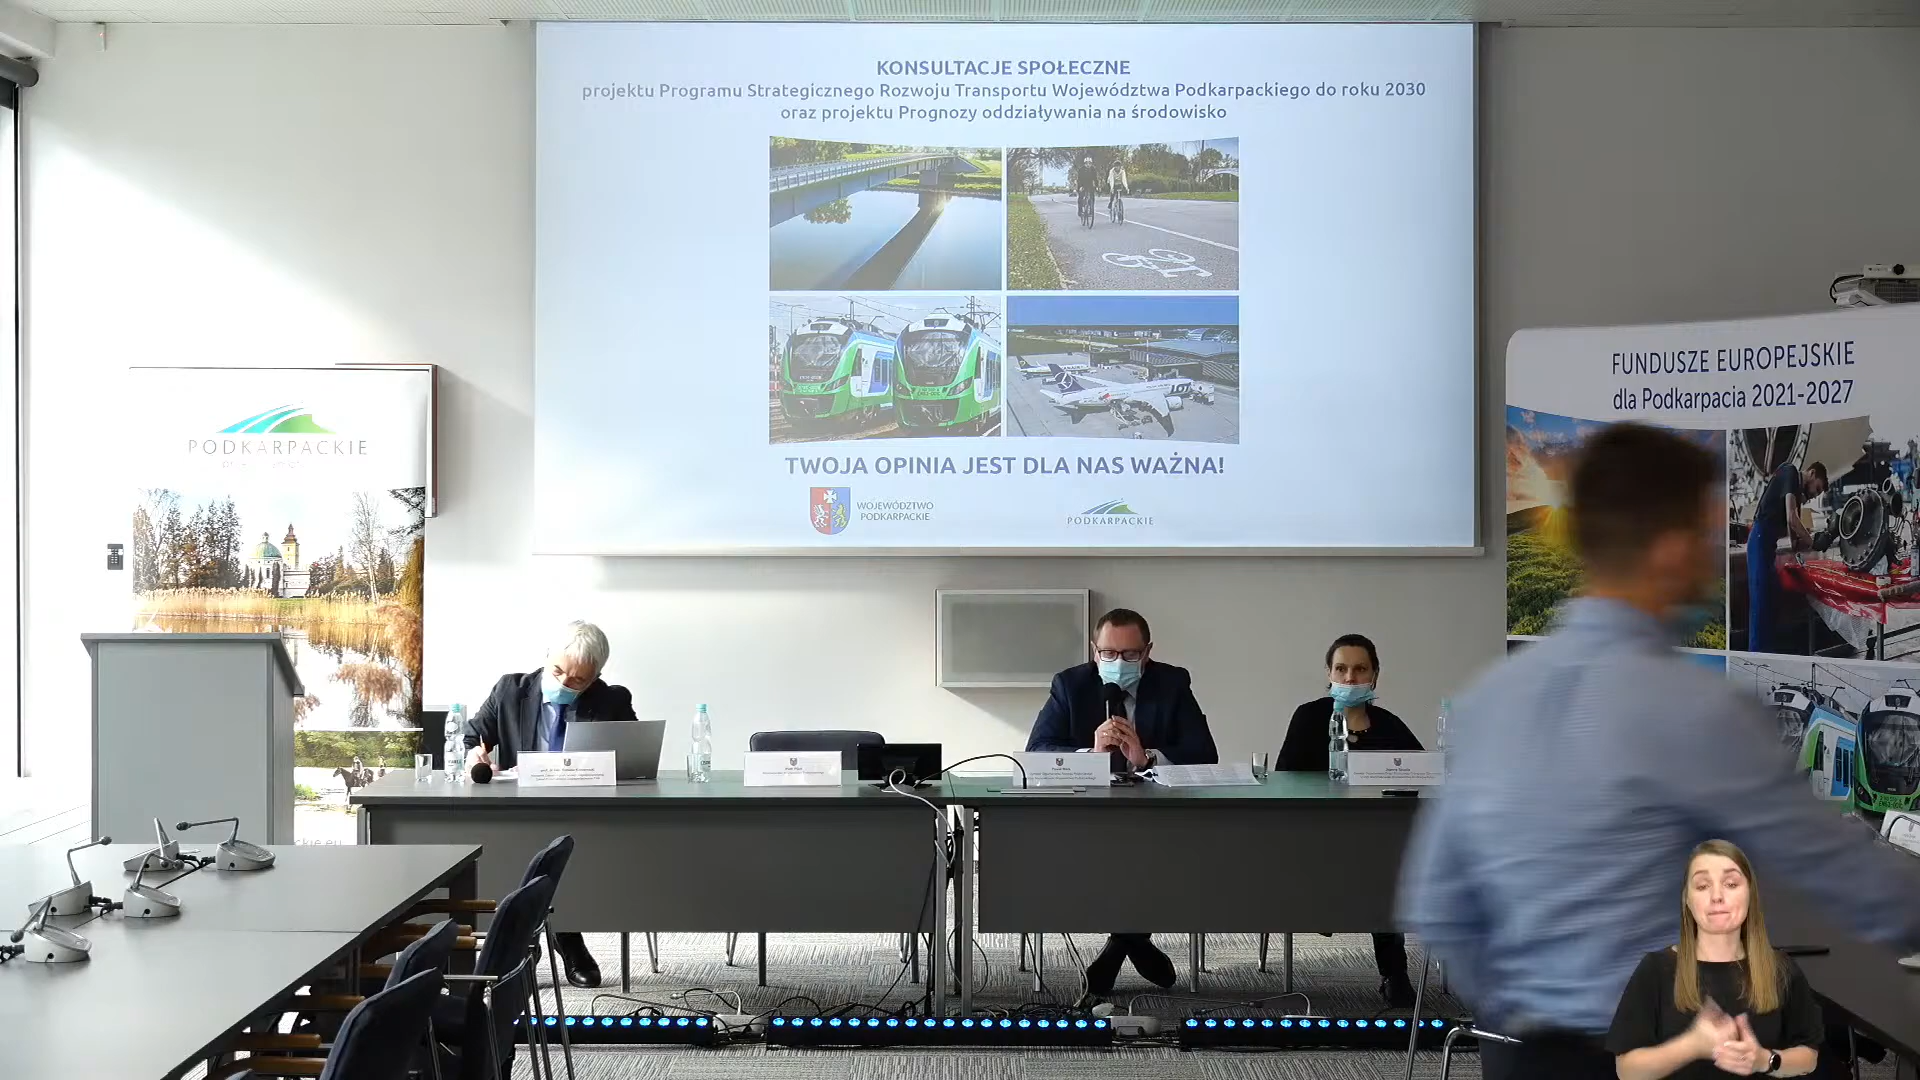 KONSULTACJE SPOŁECZNE
projektu Programu Strategicznego Rozwoju Transportu Województwa Podkarpackiego do roku 2030
oraz projektu Prognozy oddziaływania na środowisko
TWOJA OPINIA JEST DLA NAS WAŻNA!
WOJEWÓDZTWO
PODKARPACKIE
PODKARPACKIE
LOT
PODKARPACKIE
FUNDUSZE EUROPEJSKIE
dla Podkarpacia 2021-2027